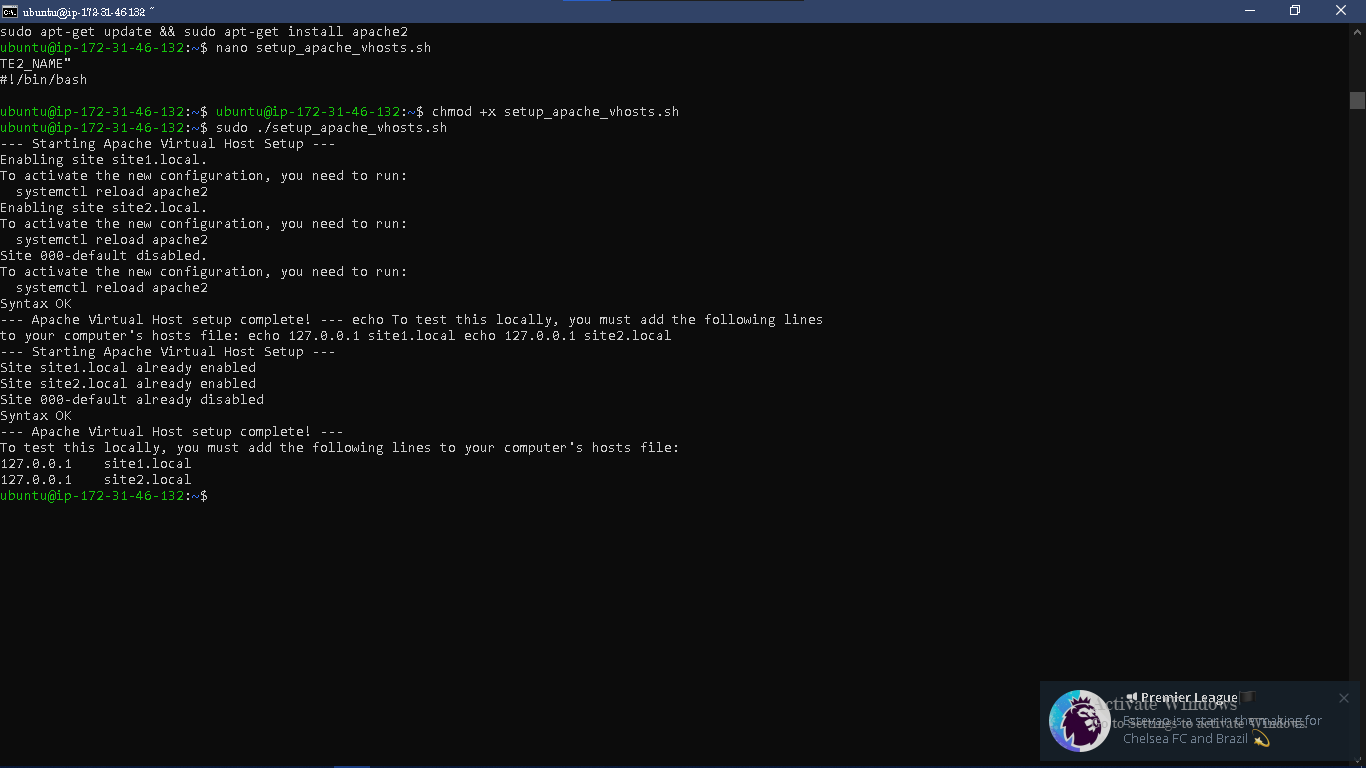 ubuntu@ip-172-31-46-132: ~
sudo apt-get update && sudo apt-get install apache2
ubuntu@ip-172-31-46-132:~$ nano setup_apache_vhosts.sh
TE2_NAME"
#!/bin/bash
ubuntu@ip-172-31-46-132:~$ ubuntu@ip-172-31-46-132:~$ chmod +x setup_apache_vhosts.sh
ubuntu@ip-172-31-46-132:~$ sudo ./setup_apache_vhosts.sh
--- Starting Apache Virtual Host Setup ---
Enabling site site1.local.
To activate the new configuration, you need to run:
  systemctl reload apache2
Enabling site site2.local.
To activate the new configuration, you need to run:
  systemctl reload apache2
Site 000-default disabled.
To activate the new configuration, you need to run:
  systemctl reload apache2
Syntax OK
--- Apache Virtual Host setup complete! --- echo To test this locally, you must add the following lines
to your computer's hosts file: echo 127.0.0.1 site1.local echo 127.0.0.1 site2.local
--- Starting Apache Virtual Host Setup ---
Site site1.local already enabled
Site site2.local already enabled
Site 000-default already disabled
Syntax OK
--- Apache Virtual Host setup complete! ---
To test this locally, you must add the following lines to your computer's hosts file:
127.0.0.1    site1.local
127.0.0.1    site2.local
ubuntu@ip-172-31-46-132:~$
Premier League
Activate Windows
Estevao is a star in the making for
to Settings to activate Windows.
Chelsea FC and Brazil 💫